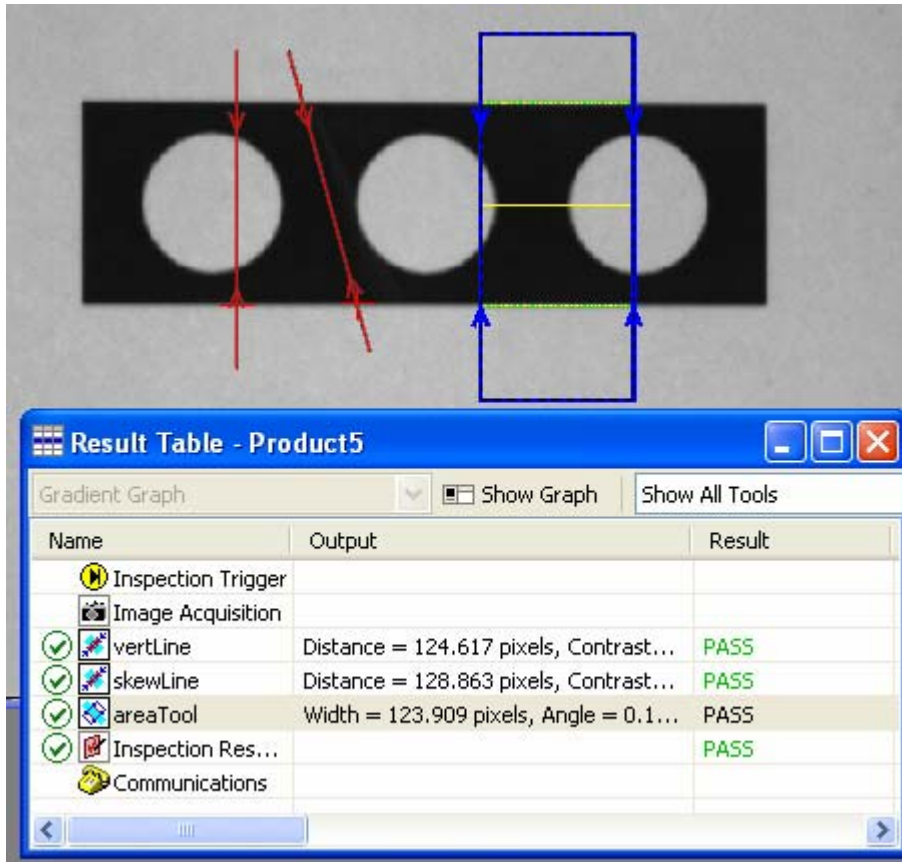 Result Table - Product5
Gradient Graph Show Graph Show All Tools
Name Output Result
Inspection Trigger
Image Acquisition
vertLine Distance = 124.617 pixels, Contrast... PASS
skewLine Distance = 128.863 pixels, Contrast... PASS
areaTool Width = 123.909 pixels, Angle = 0.1... PASS
Inspection Res... PASS
Communications